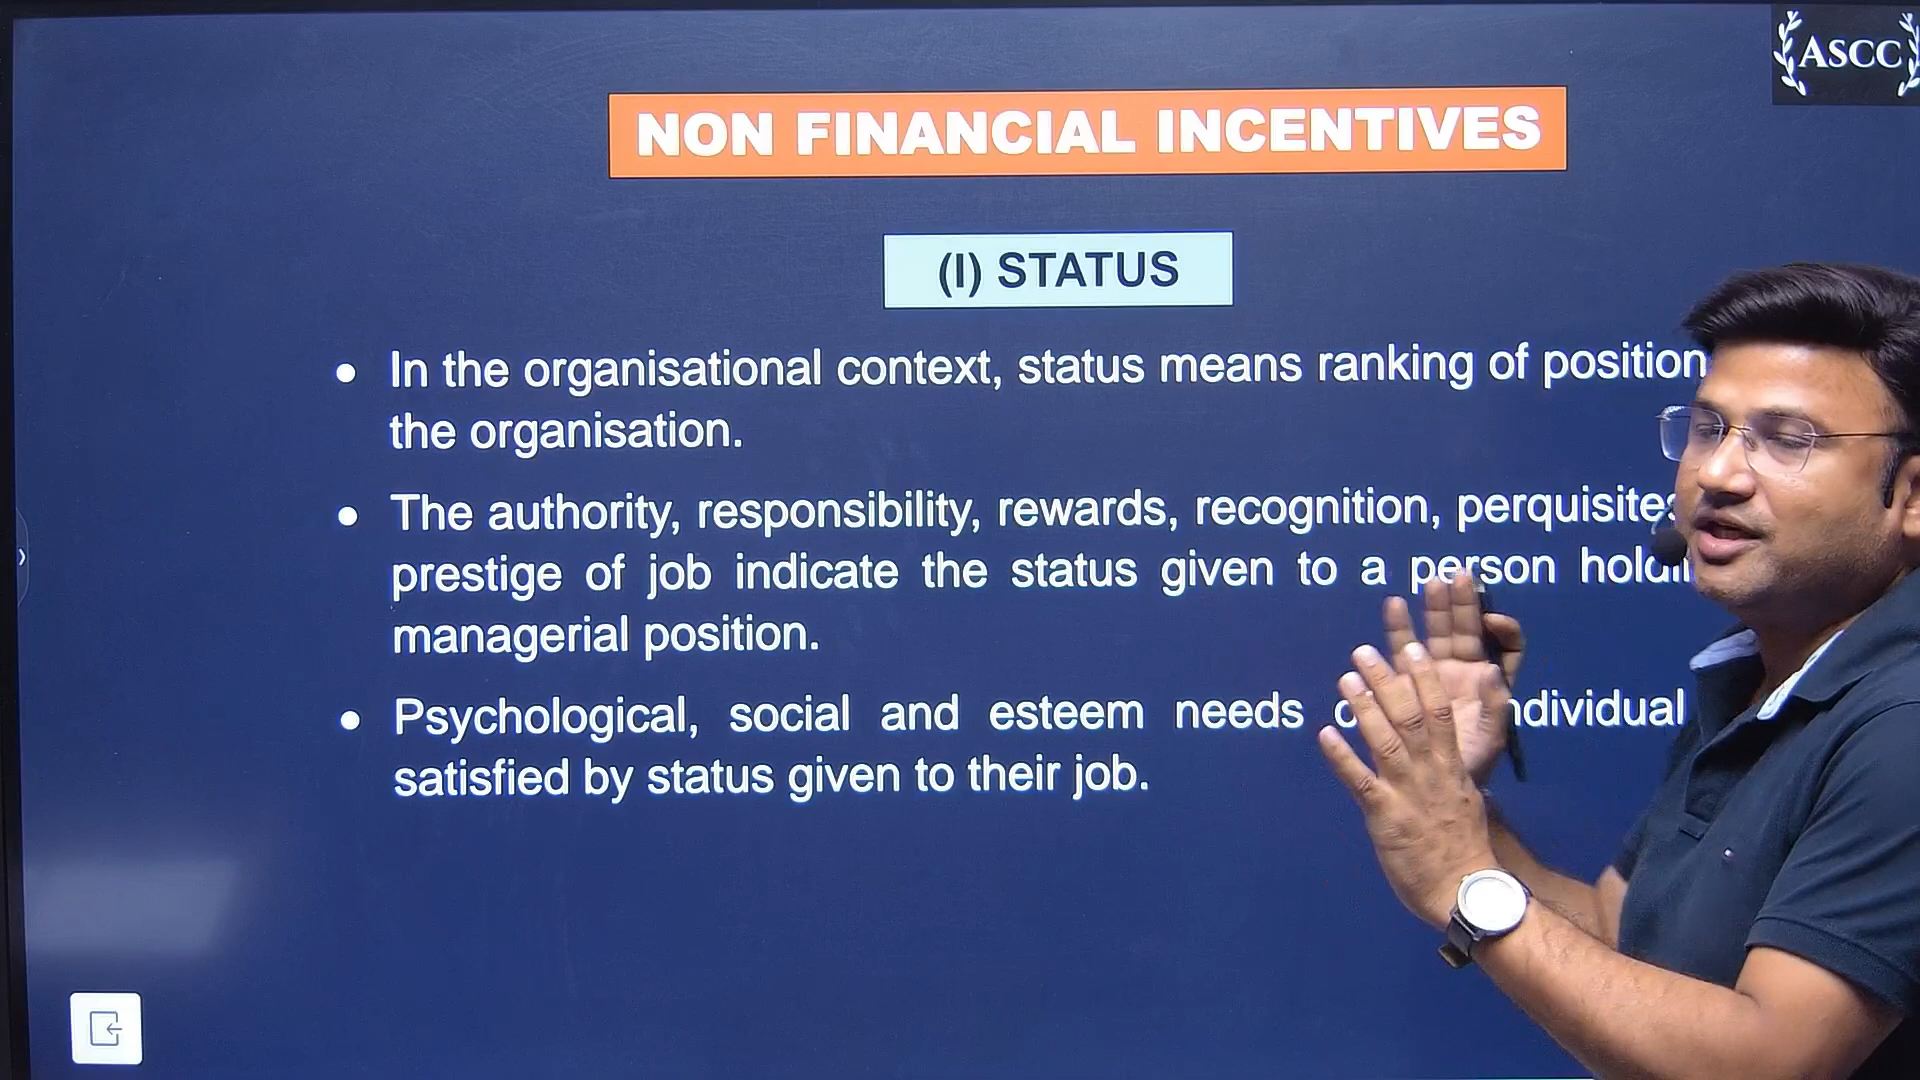 ASCC
NON FINANCIAL INCENTIVES
(I) STATUS
• In the organisational context, status means ranking of position
the organisation.
• The authority, responsibility, rewards, recognition, perquisites
prestige of job indicate the status given to a person
managerial position.
• Psychological, social and esteem needs individual
satisfied by status given to their job.